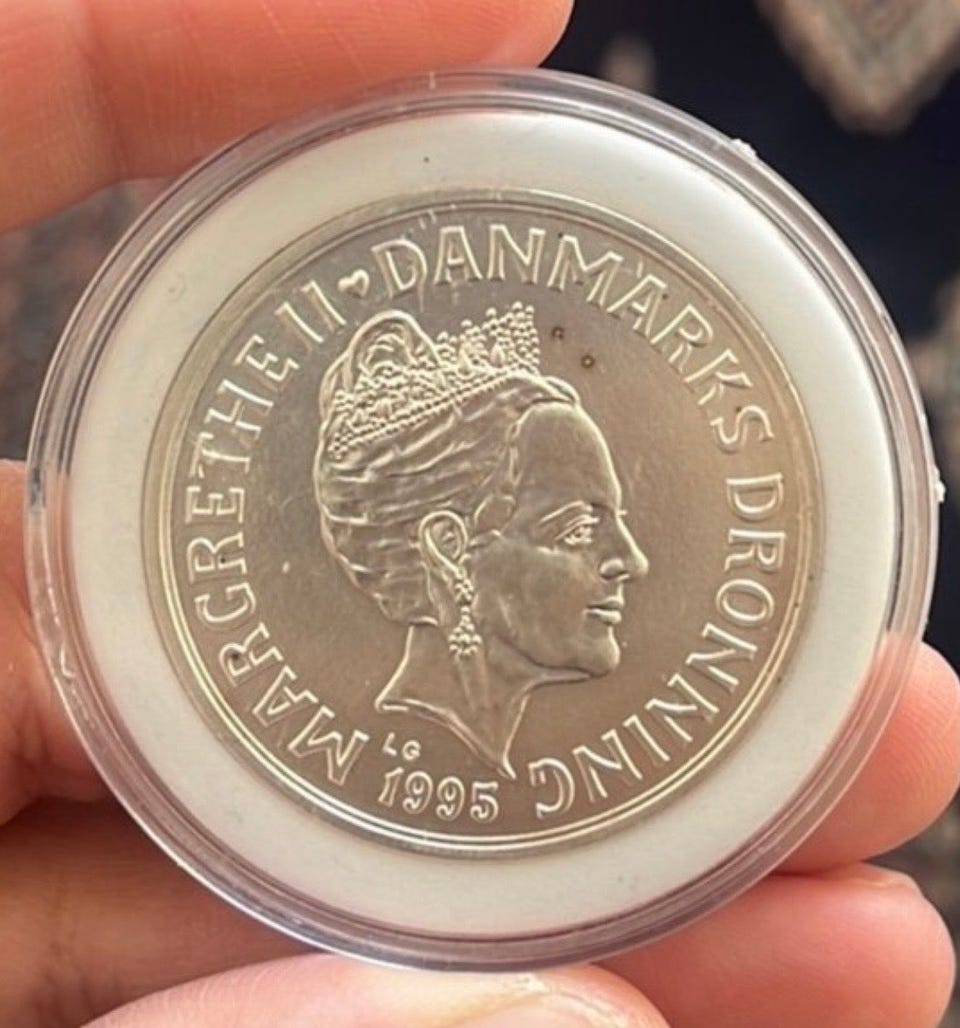 MARGRETHE II ♥ DANMARKS DRONNING
LG
1995